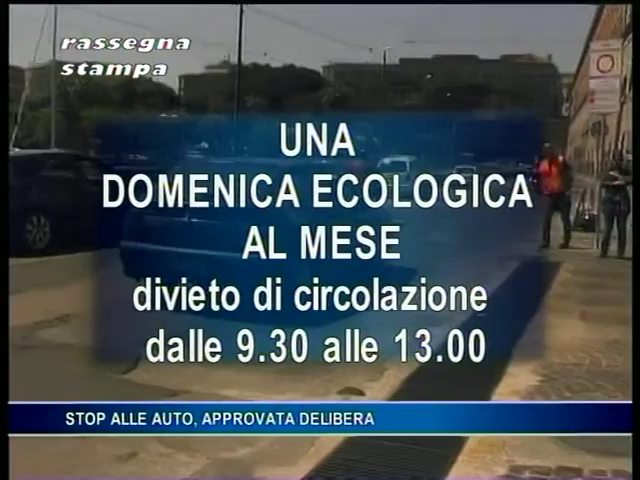 rassegna
stampa
UNA
DOMENICA ECOLOGICA
AL MESE
divieto di circolazione
dalle 9.30 alle 13.00
STOP ALLE AUTO, APPROVATA DELIBERA